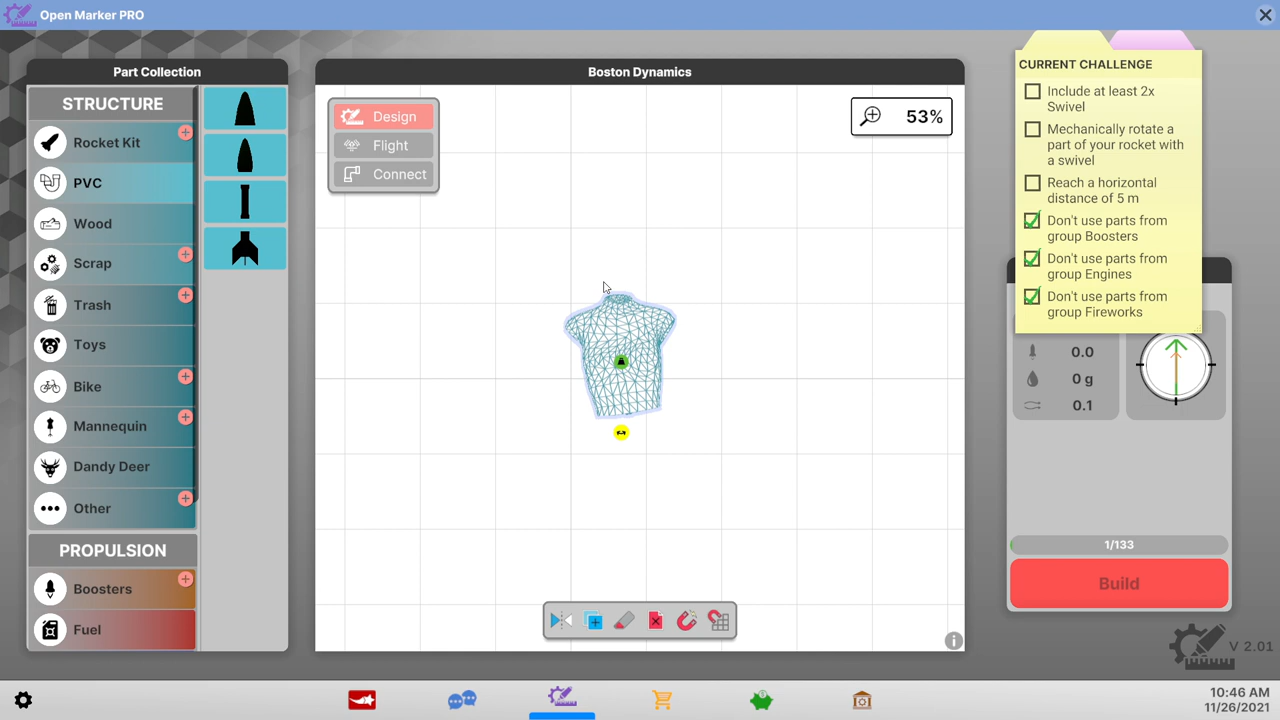 Open Marker PRO
Part Collection
STRUCTURE
Rocket Kit
PVC
Wood
Scrap
Trash
Toys
Bike
Mannequin
Dandy Deer
Other
PROPULSION
Boosters
Fuel
Boston Dynamics
Design
Flight
Connect
53%
CURRENT CHALLENGE
Include at least 2x
Swivel
Mechanically rotate a
part of your rocket with
a swivel
Reach a horizontal
distance of 5 m
Don't use parts from
group Boosters
Don't use parts from
group Engines
Don't use parts from
group Fireworks
0.0
0 g
0.1
1/133
Build
V 2.01
10:46 AM
11/26/2021